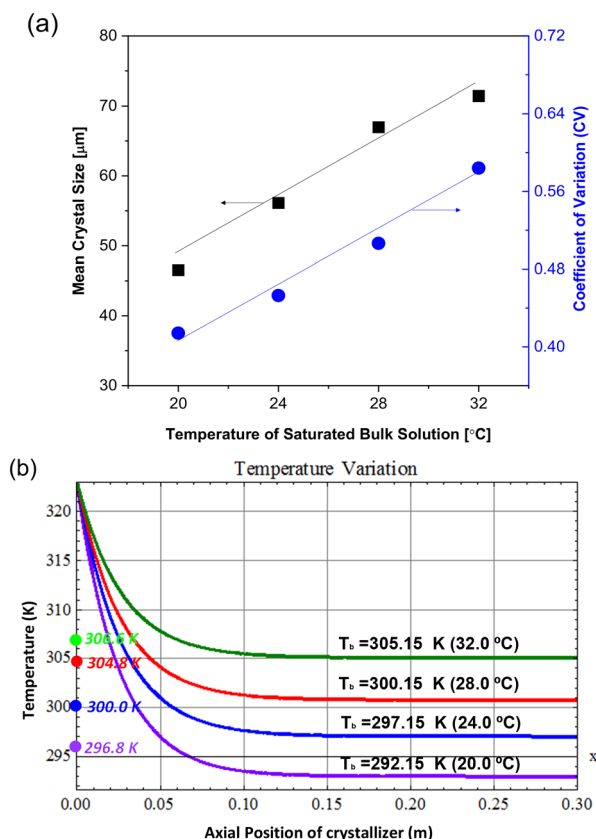 (a)
80
70
60
50
40
30
Mean Crystal Size [μm]
0.72
0.64
0.56
0.48
0.40
Coefficient of Variation (CV)
20 24 28 32
Temperature of Saturated Bulk Solution [°C]
(b)
Temperature Variation
320
315
310
305
300
295
Temperature (K)
306.6 K
304.8 K
300.0 K
296.8 K
T_b =305.15 K (32.0 ºC)
T_b =300.15 K (28.0 ºC)
T_b =297.15 K (24.0 ºC)
T_b =292.15 K (20.0 ºC)
x
0.00 0.05 0.10 0.15 0.20 0.25 0.30
Axial Position of crystallizer (m)